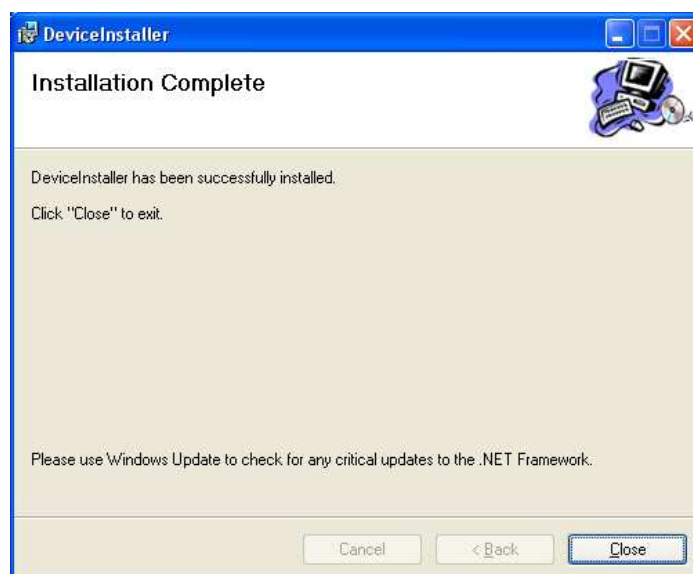 DeviceInstaller
Installation Complete
DeviceInstaller has been successfully installed.
Click "Close" to exit.
Please use Windows Update to check for any critical updates to the .NET Framework.
Cancel
< Back
Close